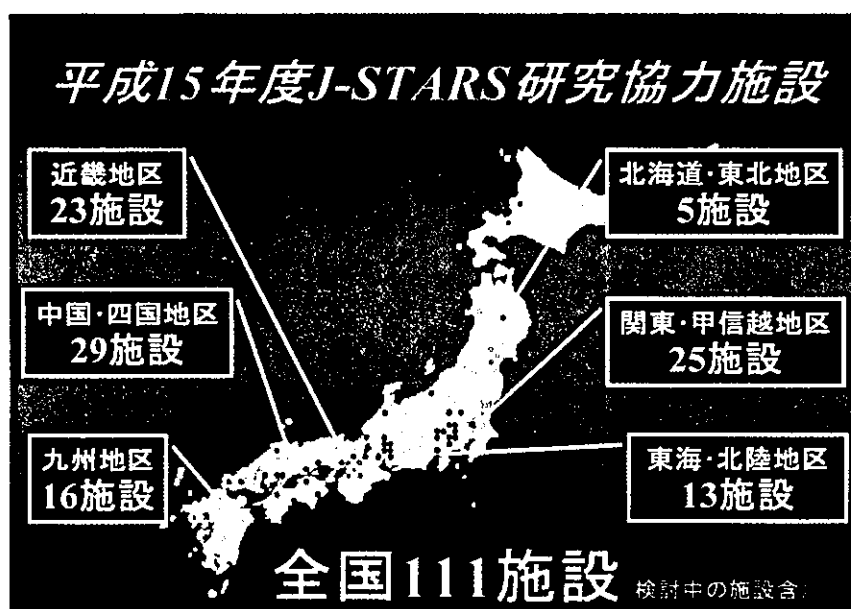 平成15年度J-STARS研究協力施設
近畿地区
23施設
北海道・東北地区
5施設
中国・四国地区
29施設
関東・甲信越地区
25施設
九州地区
16施設
東海・北陸地区
13施設
全国111施設
検討中の施設含